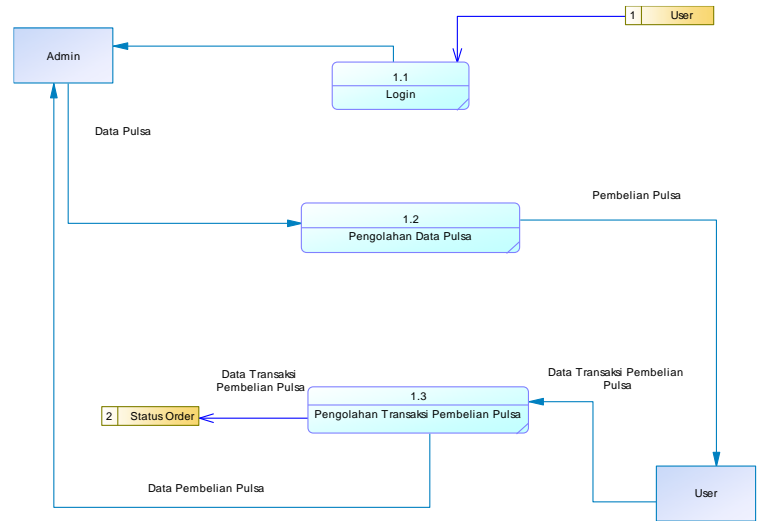 1 User
Admin
1.1
Login
Data Pulsa
Pembelian Pulsa
1.2
Pengolahan Data Pulsa
Data Transaksi
Pembelian Pulsa
Data Transaksi Pembelian
Pulsa
1.3
Pengolahan Transaksi Pembelian Pulsa
2 Status Order
Data Pembelian Pulsa
User